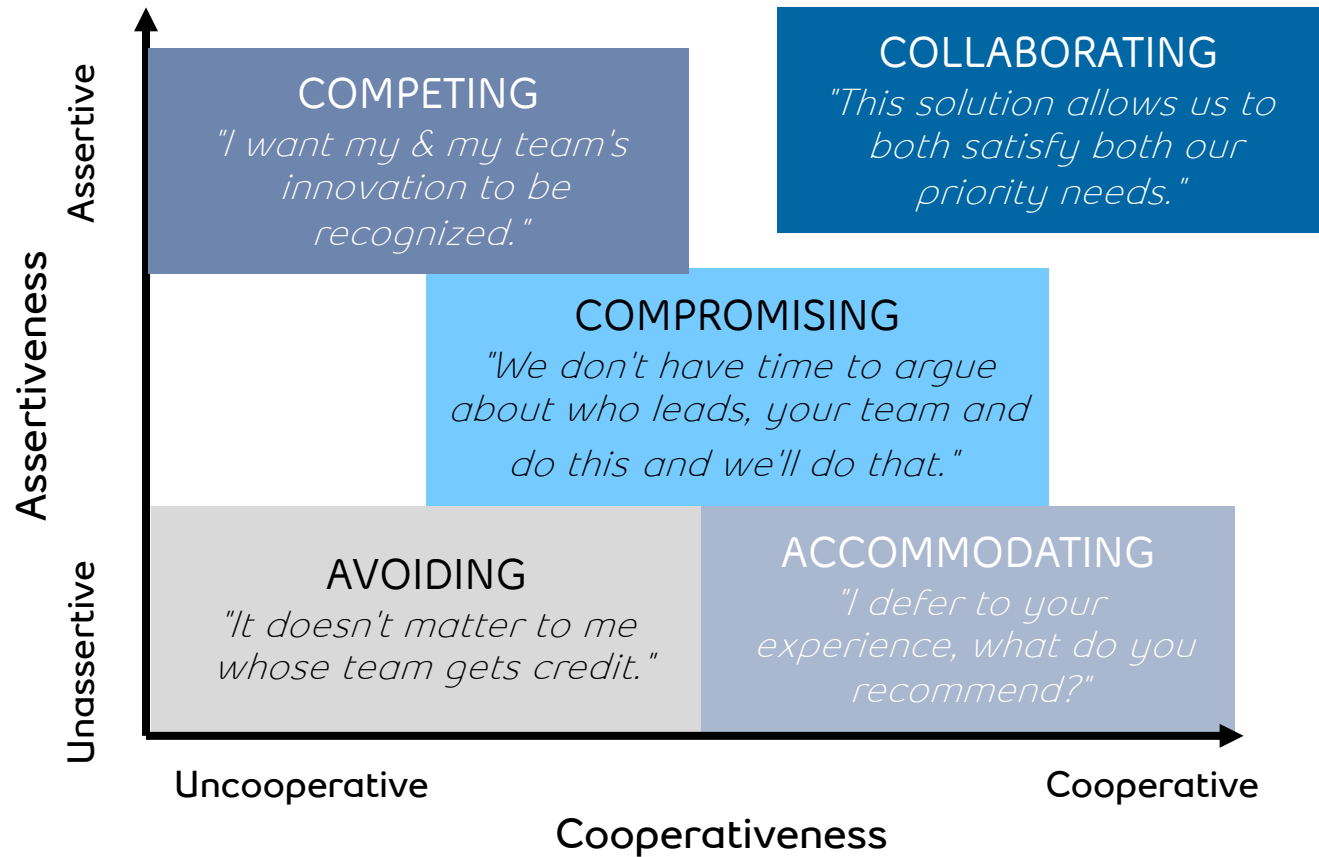 Assertiveness
Assertive
Unassertive
COMPETING
"I want my & my team's
innovation to be
recognized."
COLLABORATING
"This solution allows us to
both satisfy both our
priority needs."
COMPROMISING
"We don't have time to argue
about who leads, your team and
do this and we'll do that."
AVOIDING
"It doesn't matter to me
whose team gets credit."
ACCOMMODATING
"I defer to your
experience, what do you
recommend?"
Uncooperative
Cooperative
Cooperativeness